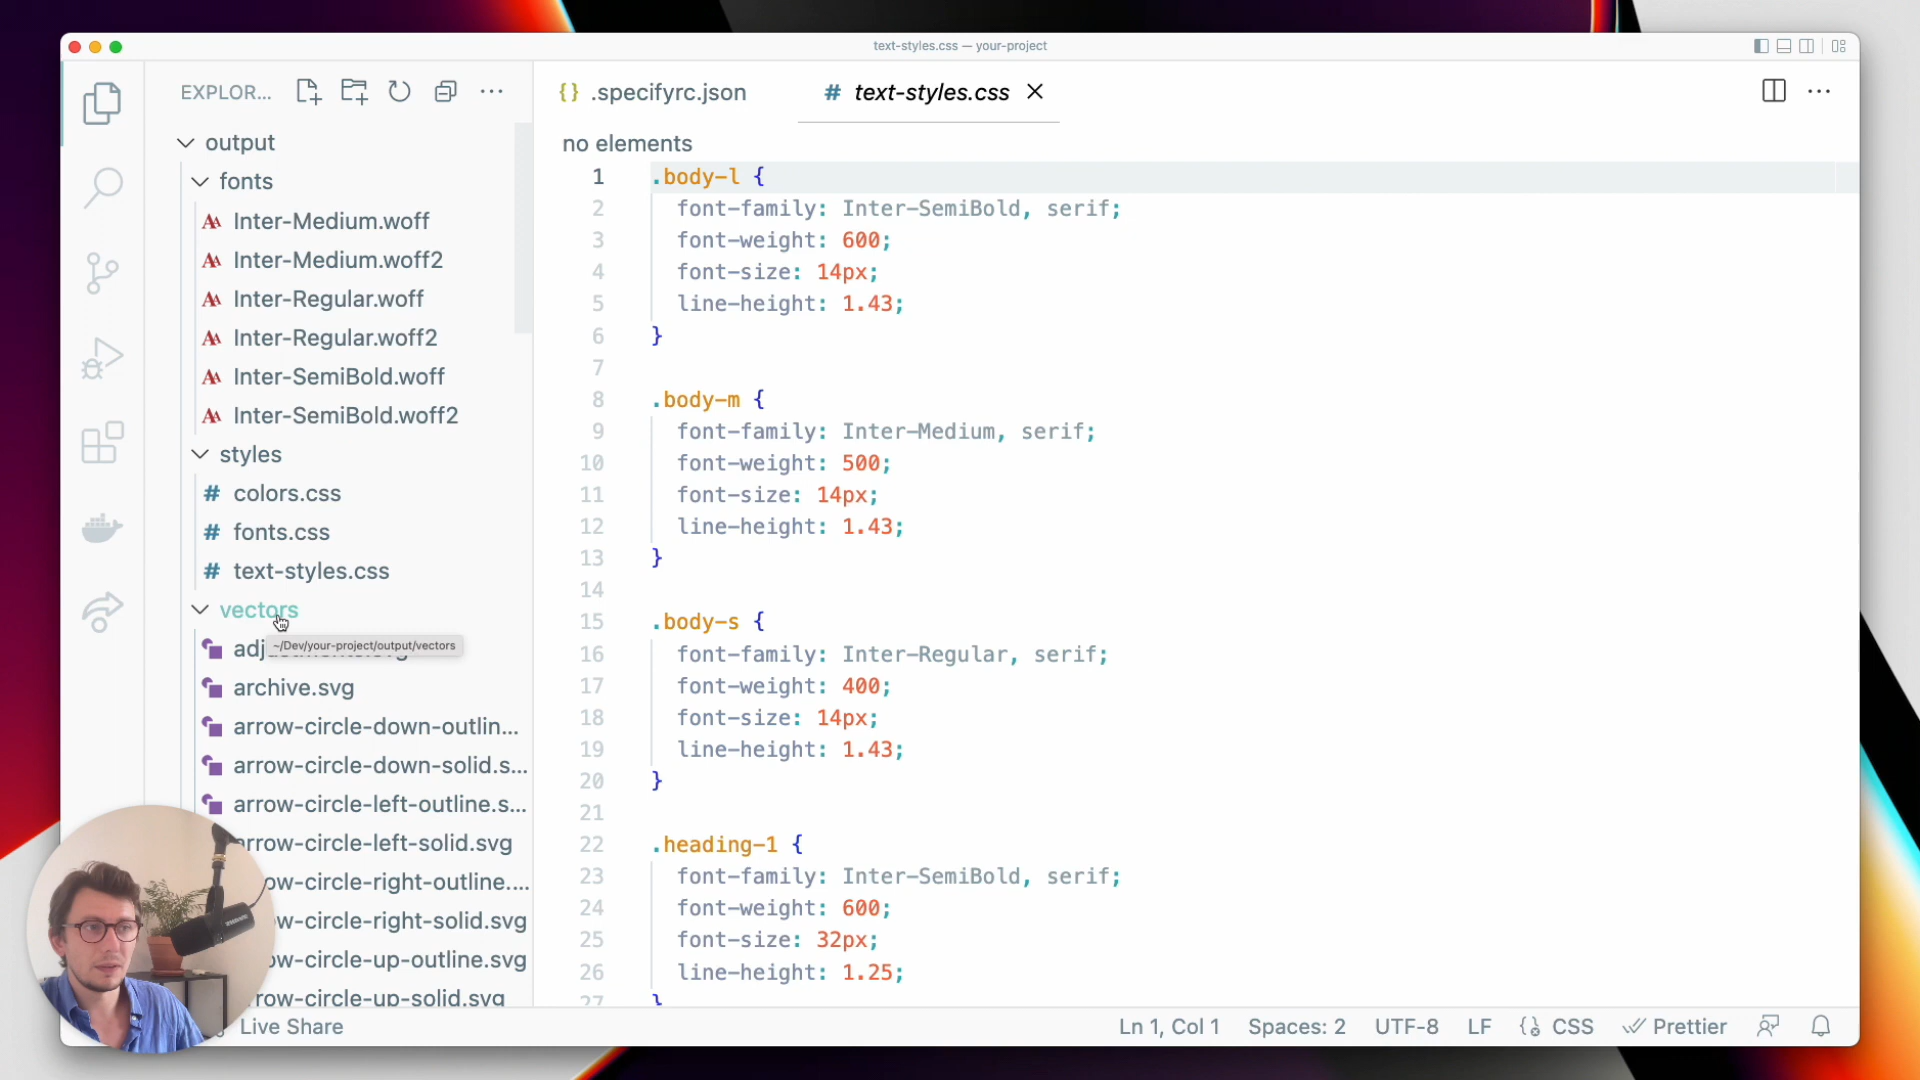 text-styles.css — your-project
EXPLOR...
.specifyrc.json
# text-styles.css
no elements
output
fonts
Inter-Medium.woff
Inter-Medium.woff2
Inter-Regular.woff
Inter-Regular.woff2
Inter-SemiBold.woff
Inter-SemiBold.woff2
styles
# colors.css
# fonts.css
# text-styles.css
vectors
~/Dev/your-project/output/vectors
archive.svg
arrow-circle-down-outlin...
arrow-circle-down-solid.s...
arrow-circle-left-outline.s...
arrow-circle-left-solid.svg
ow-circle-right-outline....
ow-circle-right-solid.svg
ow-circle-up-outline.svg
row-circle-up-solid.svg
1 .body-l {
2 font-family: Inter-SemiBold, serif;
3 font-weight: 600;
4 font-size: 14px;
5 line-height: 1.43;
6 }
7
8 .body-m {
9 font-family: Inter-Medium, serif;
10 font-weight: 500;
11 font-size: 14px;
12 line-height: 1.43;
13 }
14
15 .body-s {
16 font-family: Inter-Regular, serif;
17 font-weight: 400;
18 font-size: 14px;
19 line-height: 1.43;
20 }
21
22 .heading-1 {
23 font-family: Inter-SemiBold, serif;
24 font-weight: 600;
25 font-size: 32px;
26 line-height: 1.25;
27 }
Live Share
Ln 1, Col 1 Spaces: 2 UTF-8 LF CSS Prettier